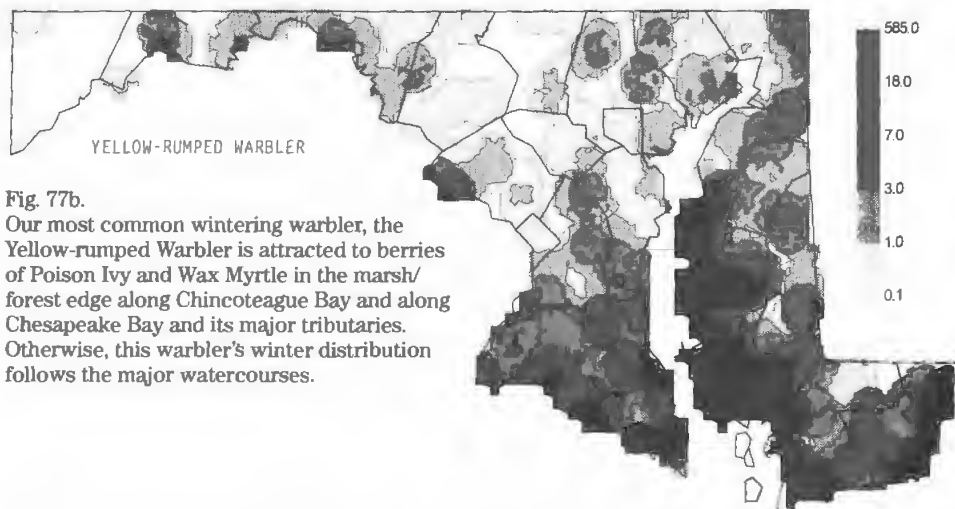 YELLOW-RUMPED WARBLER
Fig. 77b.
Our most common wintering warbler, the
Yellow-rumped Warbler is attracted to berries
of Poison Ivy and Wax Myrtle in the marsh/
forest edge along Chincoteague Bay and along
Chesapeake Bay and its major tributaries.
Otherwise, this warbler's winter distribution
follows the major watercourses.
585.0
18.0
7.0
3.0
1.0
0.1